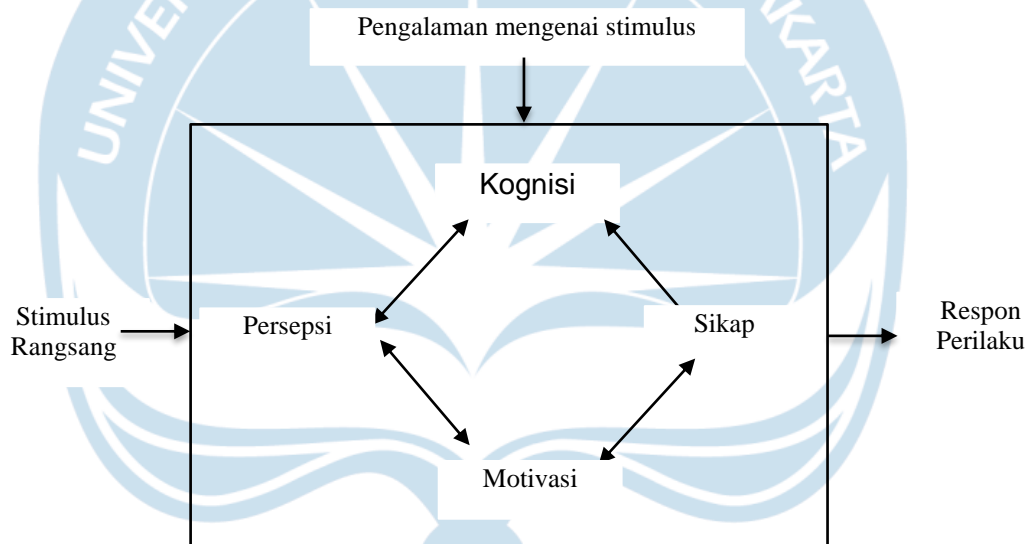 Pengalaman mengenai stimulus
Kognisi
Stimulus
Rangsang
Persepsi
Sikap
Respon
Perilaku
Motivasi